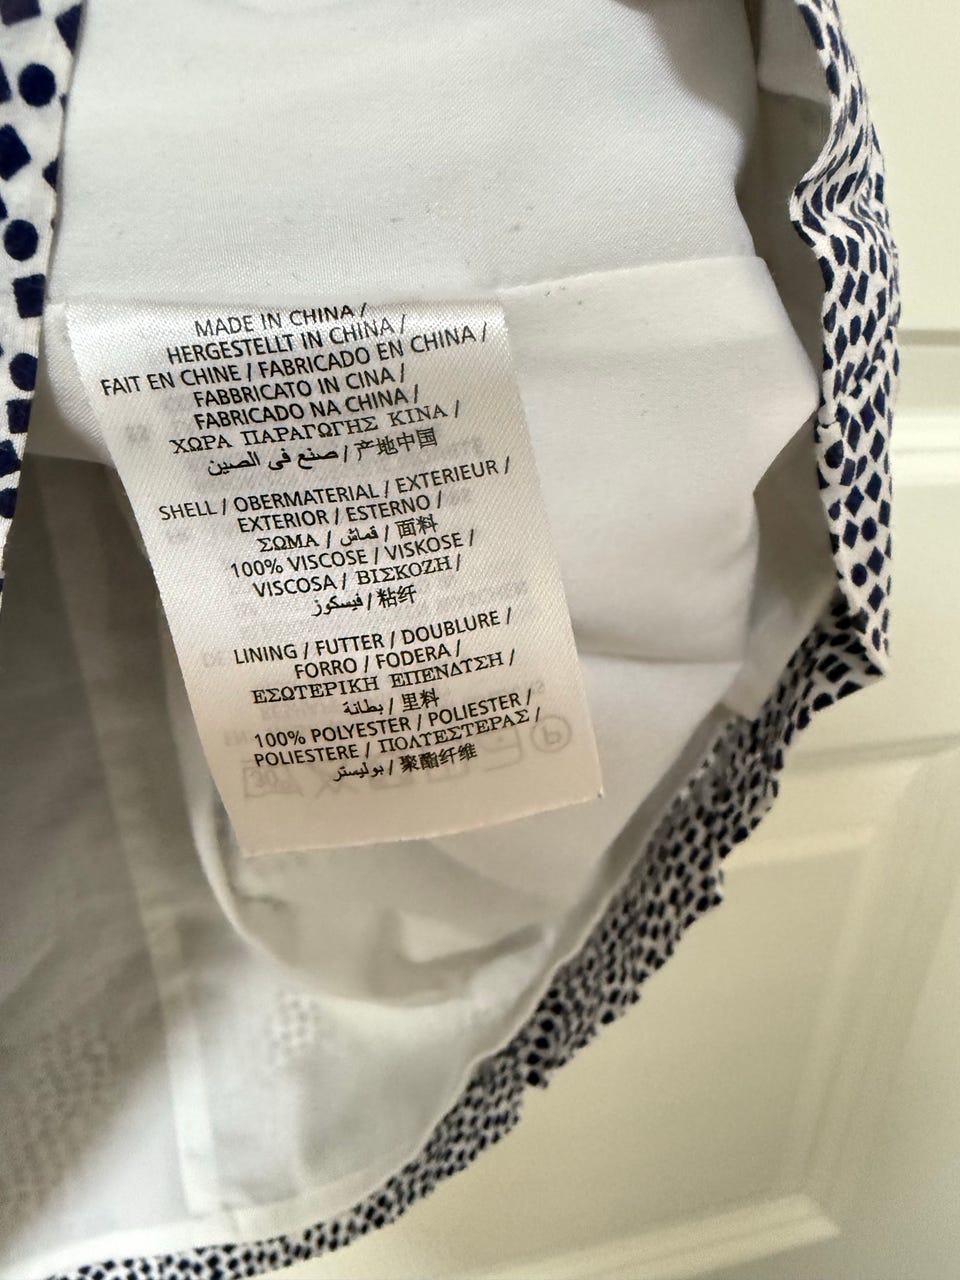 MADE IN CHINA /
HERGESTELLT IN CHINA /
FAIT EN CHINE / FABRICADO EN CHINA /
FABBRICATO IN CINA /
FABRICADO NA CHINA /
ΧΩΡΑ ΠΑΡΑΓΩΓΗΣ ΚΙΝΑ /
صنع في الصين / 产地中国
SHELL / OBERMATERIAL / EXTERIEUR /
EXTERIOR / ESTERNO /
ΣΩΜΑ / قماش / 面料
100% VISCOSE / VISKOSE /
VISCOSA / ΒΙΣΚΟΖΗ /
فيسكوز / 粘纤
LINING / FUTTER / DOUBLURE /
FORRO / FODERA /
ΕΣΩΤΕΡΙΚΗ ΕΠΕΝΔΥΣΗ /
بطانة / 里料
100% POLYESTER / POLIESTER /
POLIESTERE / ΠΟΛΥΕΣΤΕΡΑΣ /
بوليستر / 聚酯纤维